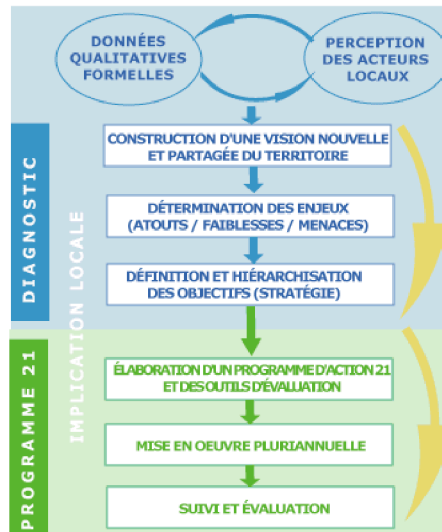 DONNÉES
QUALITATIVES
FORMELLES
PERCEPTION
DES ACTEURS
LOCAUX
DIAGNOSTIC
IMPLICATION LOCALE
CONSTRUCTION D'UNE VISION NOUVELLE
ET PARTAGÉE DU TERRITOIRE
DÉTERMINATION DES ENJEUX
(ATOUTS / FAIBLESSES / MENACES)
DÉFINITION ET HIÉRARCHISATION
DES OBJECTIFS (STRATÉGIE)
PROGRAMME 21
ÉLABORATION D'UN PROGRAMME D'ACTION 21
ET DES OUTILS D'ÉVALUATION
MISE EN OEUVRE PLURIANNUELLE
SUIVI ET ÉVALUATION